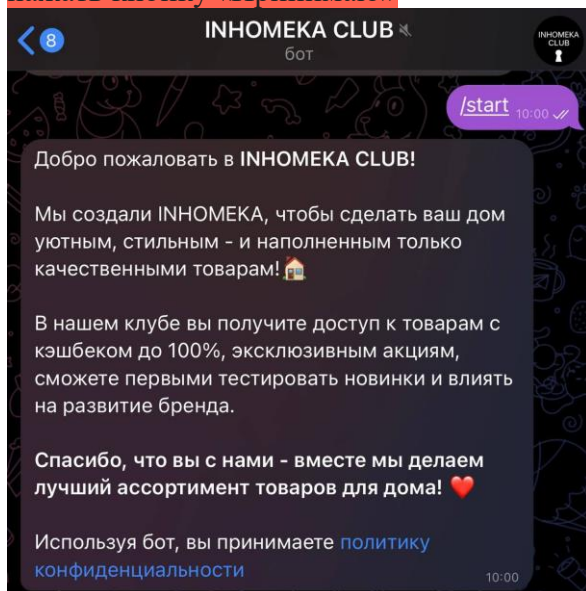 8
INHOMEKA CLUB
бот
INHOMEKA
CLUB
/start 10:00
Добро пожаловать в INHOMEKA CLUB!
Мы создали INHOMEKA, чтобы сделать ваш дом
уютным, стильным - и наполненным только
качественными товарам!🏠
В нашем клубе вы получите доступ к товарам с
кэшбеком до 100%, эксклюзивным акциям,
сможете первыми тестировать новинки и влиять
на развитие бренда.
Спасибо, что вы с нами - вместе мы делаем
лучший ассортимент товаров для дома! ❤️
Используя бот, вы принимаете политику
конфиденциальности
10:00